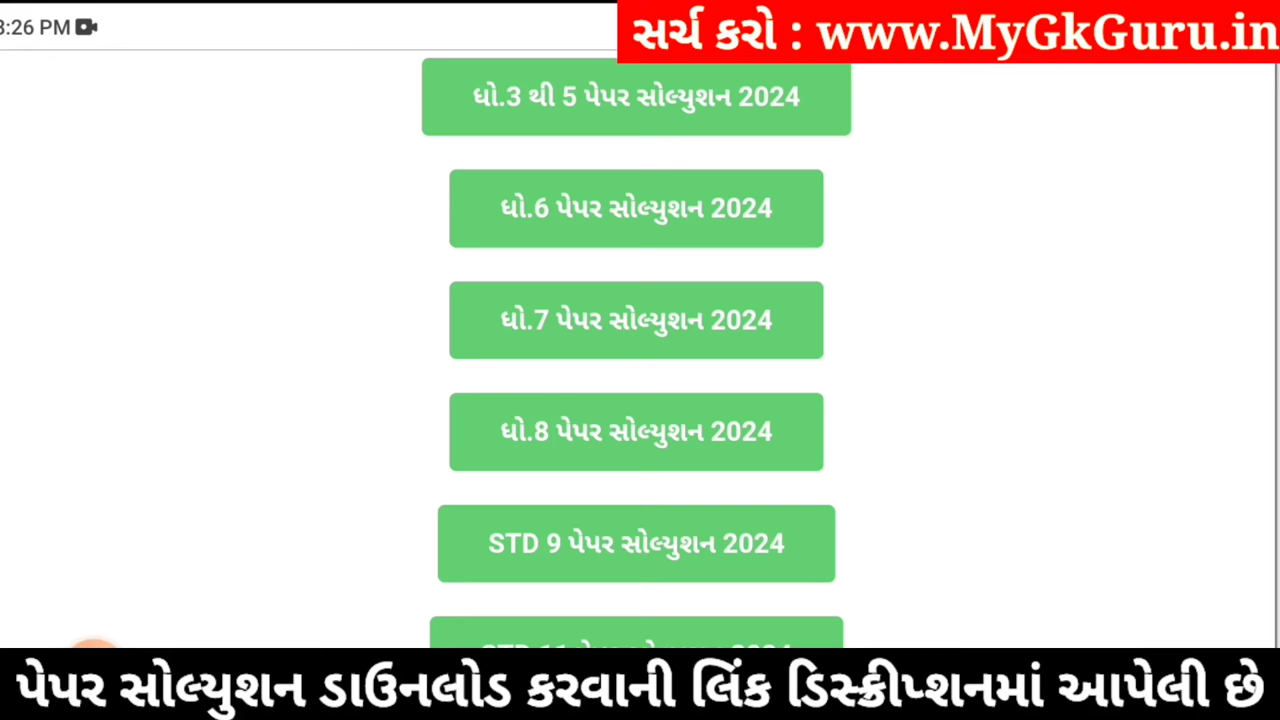 3:26 PM
સર્ચ કરો : www.MyGkGuru.in
ધો.3 થી 5 પેપર સોલ્યુશન 2024
ધો.6 પેપર સોલ્યુશન 2024
ધો.7 પેપર સોલ્યુશન 2024
ધો.8 પેપર સોલ્યુશન 2024
STD 9 પેપર સોલ્યુશન 2024
પેપર સોલ્યુશન ડાઉનલોડ કરવાની લિંક ડિસ્ક્રીપ્શનમાં આપેલી છે